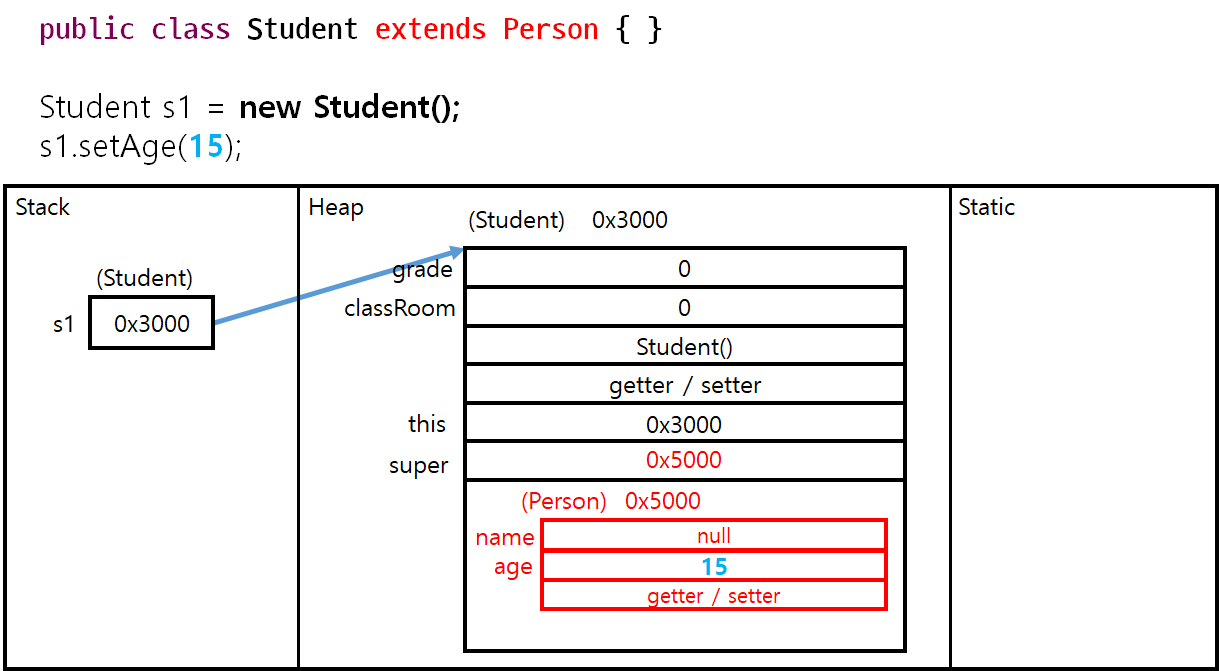 public class Student extends Person { }
Student s1 = new Student();
s1.setAge(15);
Stack
Heap
Static
(Student) 0x3000
(Student)
s1 0x3000
grade 0
classRoom 0
Student()
getter / setter
this 0x3000
super 0x5000
(Person) 0x5000
name null
age 15
getter / setter